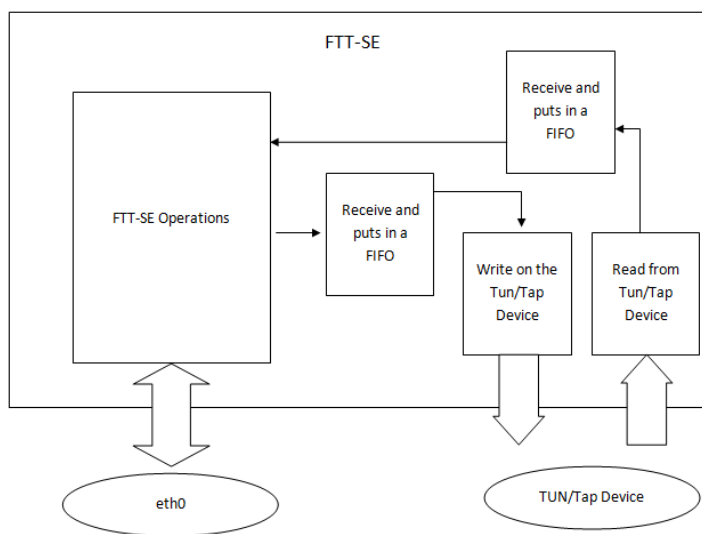 FTT-SE
Receive and
puts in a
FIFO
FTT-SE Operations
Receive and
puts in a
FIFO
Write on the
Tun/Tap
Device
Read from
Tun/Tap
Device
eth0
TUN/Tap Device